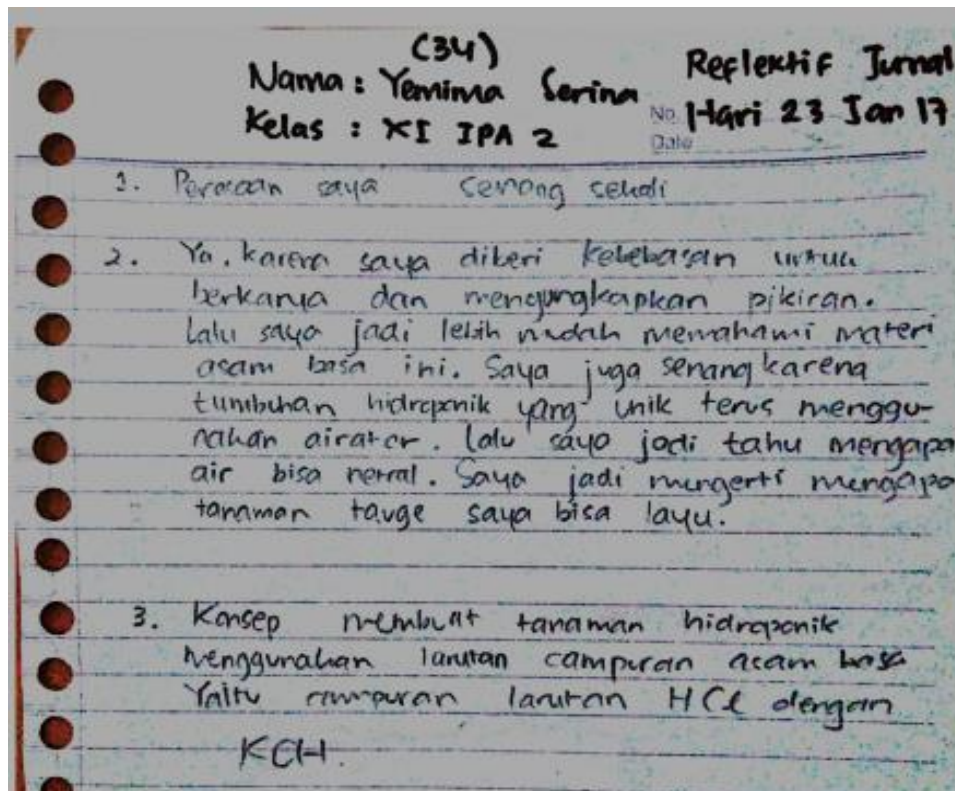 (34)
Nama : Yemima Serina
Kelas : XI IPA 2
Reflektif Jurnal
No. Hari 23 Jan 17
Date
1. Perasaan saya senang sekali
2. Ya. karena saya diberi kebebasan untuk
berkarya dan mengungkapkan pikiran.
Lalu saya jadi lebih mudah memahami materi
asam basa ini. Saya juga senang karena
tumbuhan hidroponik yang unik terus menggu-
nakan airator. Lalu saya jadi tahu mengapa
air bisa netral. Saya jadi mengerti mengapa
tanaman tauge saya bisa layu.
3. Konsep membuat tanaman hidroponik
menggunakan larutan campuran asam basa
Yaitu campuran larutan HCl dengan
KOH.